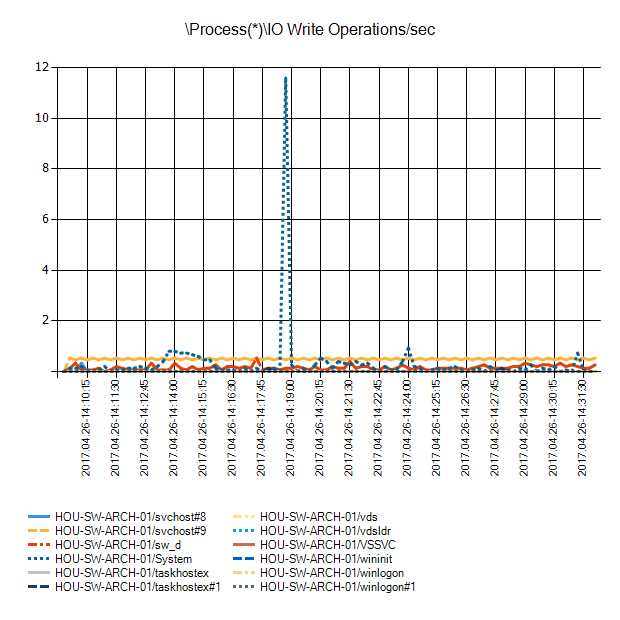 \Process(*)\IO Write Operations/sec
12
10
8
6
4
2
2017.04.26-14:10:15
2017.04.26-14:11:30
2017.04.26-14:12:45
2017.04.26-14:14:00
2017.04.26-14:15:15
2017.04.26-14:16:30
2017.04.26-14:17:45
2017.04.26-14:19:00
2017.04.26-14:20:15
2017.04.26-14:21:30
2017.04.26-14:22:45
2017.04.26-14:24:00
2017.04.26-14:25:15
2017.04.26-14:26:30
2017.04.26-14:27:45
2017.04.26-14:29:00
2017.04.26-14:30:15
2017.04.26-14:31:30
HOU-SW-ARCH-01/svchost#8
HOU-SW-ARCH-01/svchost#9
HOU-SW-ARCH-01/sw_d
HOU-SW-ARCH-01/System
HOU-SW-ARCH-01/taskhostex
HOU-SW-ARCH-01/taskhostex#1
HOU-SW-ARCH-01/vds
HOU-SW-ARCH-01/vdsldr
HOU-SW-ARCH-01/VSSVC
HOU-SW-ARCH-01/wininit
HOU-SW-ARCH-01/winlogon
HOU-SW-ARCH-01/winlogon#1